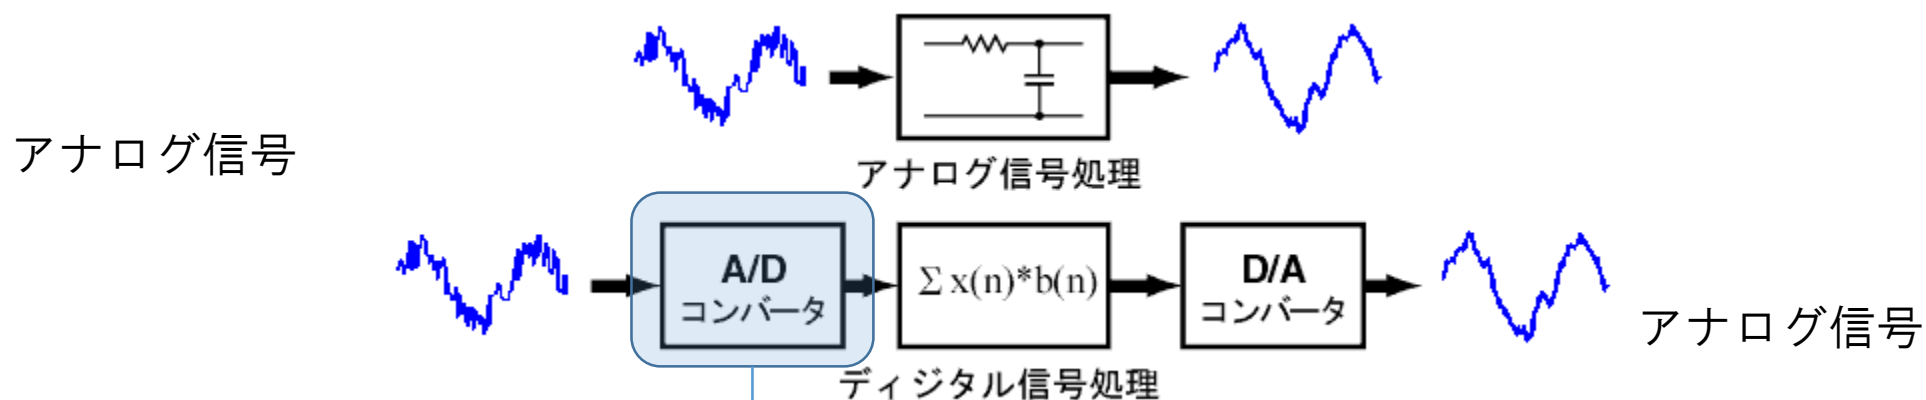 アナログ信号
アナログ信号処理
A/D
コンバータ
Σx(n)*b(n)
D/A
コンバータ
アナログ信号
ディジタル信号処理